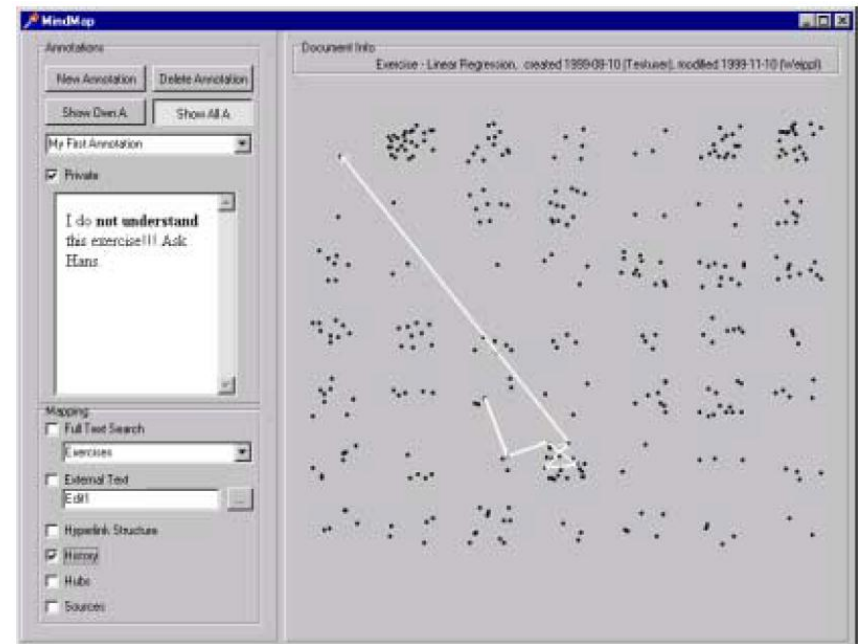 MindMap
Annotations
New Annotation
Delete Annotation
Show Own A.
Show All A.
My First Annotation
Private
I do not understand
this exercise!!! Ask
Hans
Mapping
Full Text Search
Exercises
External Text
Edit1
...
Hyperlink Structure
History
Hubs
Sources
Document Info
Exercise - Linear Regression, created 1999-09-10 (Testuser), modified 1999-11-10 (Weippl)